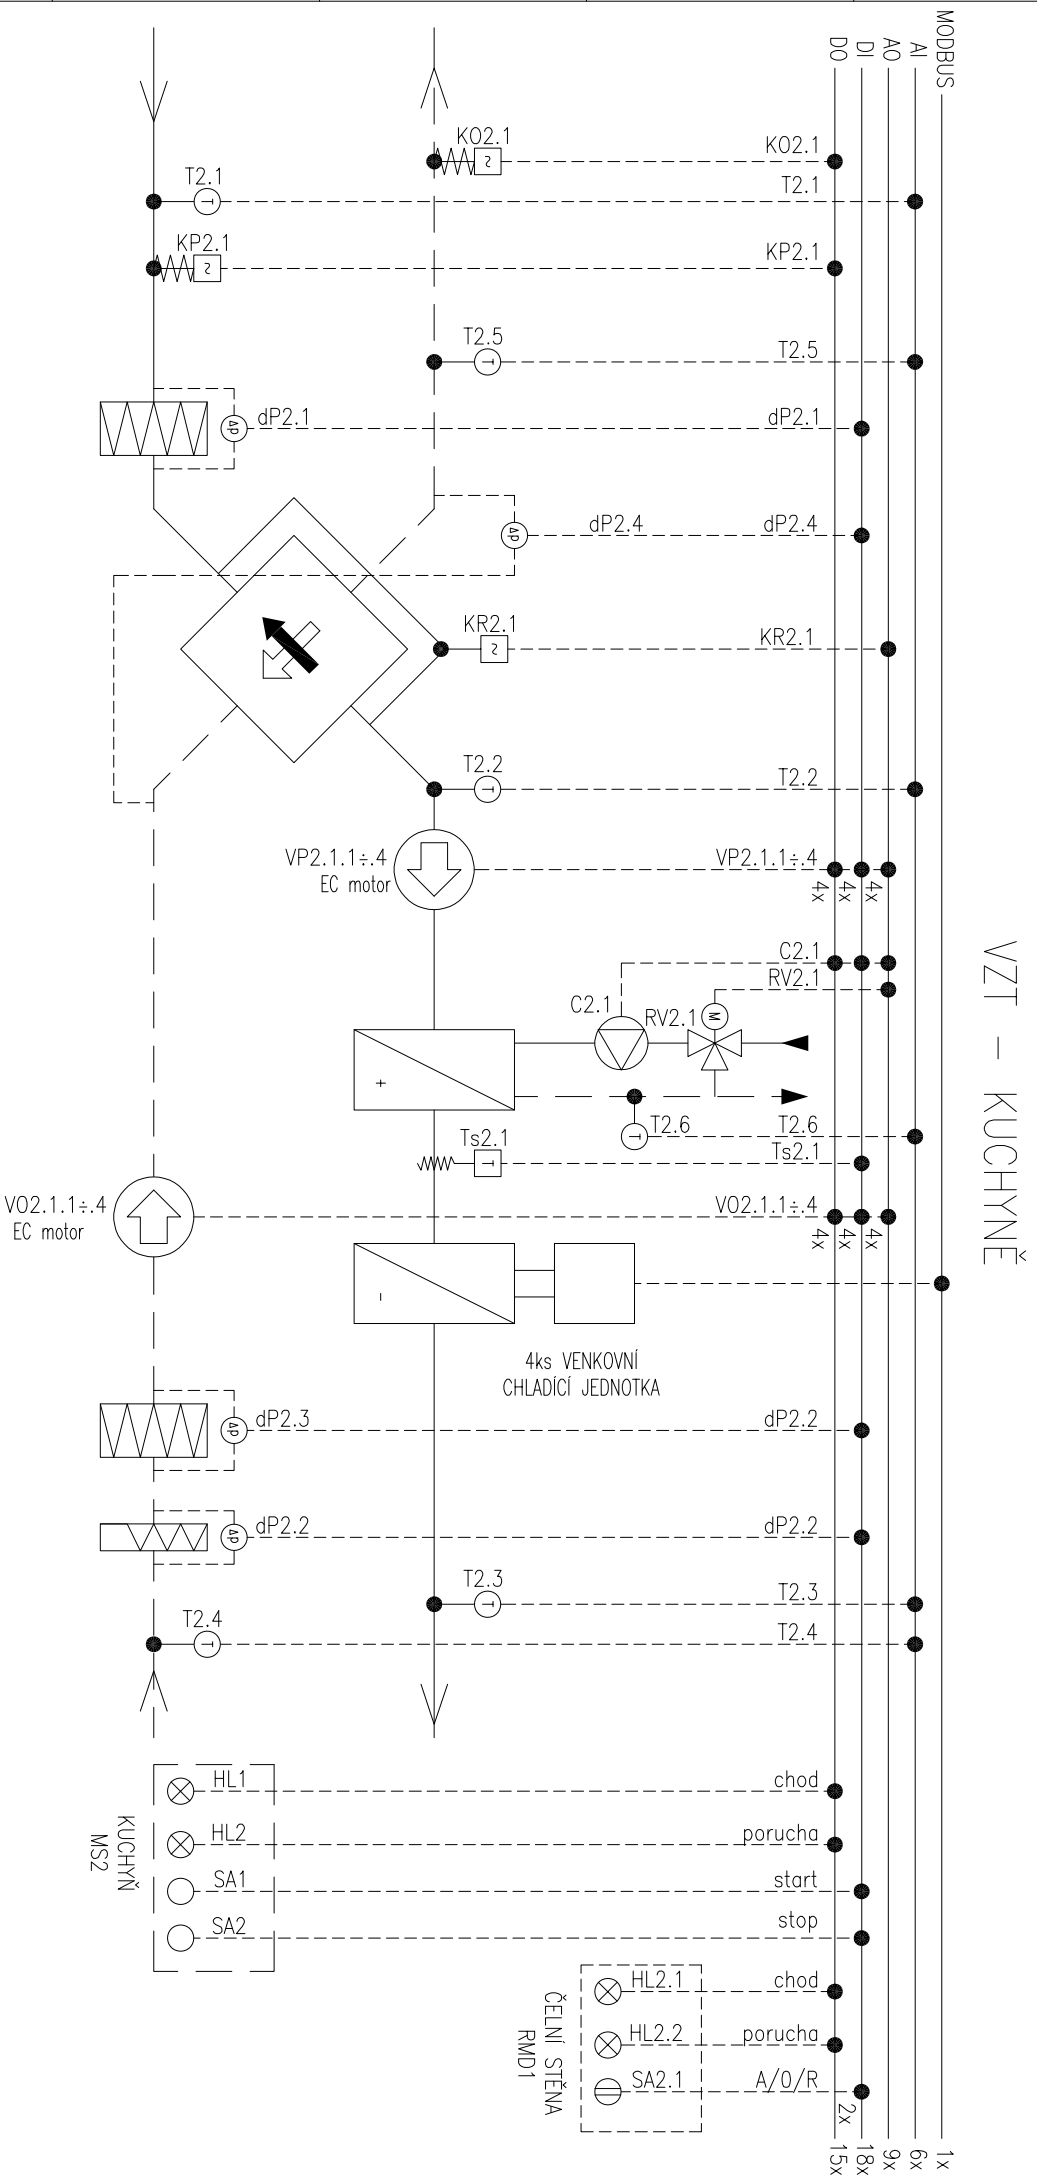 MODBUS
AI
AO
DI
DO
KO2.1
KO2.1
T2.1
T2.1
KP2.1
KP2.1
T2.5
T2.5
dP2.1
dP2.1
Δp
dP2.4
dP2.4
Δp
KR2.1
KR2.1
T2.2
T2.2
VP2.1.1÷.4
EC motor
VP2.1.1÷.4
4x
4x
4x
VZT – KUCHYNĚ
C2.1
RV2.1
C2.1
RV2.1
M
+
T2.6
T2.6
Ts2.1
Ts2.1
VO2.1.1÷.4
EC motor
VO2.1.1÷.4
4x
4x
4x
-
4ks VENKOVNÍ
CHLADÍCÍ JEDNOTKA
dP2.3
dP2.2
Δp
dP2.2
dP2.2
Δp
T2.3
T2.3
T2.4
T2.4
HL1
chod
HL2
porucha
SA1
start
SA2
stop
KUCHYŇ
MS2
HL2.1
chod
HL2.2
porucha
SA2.1
A/O/R
2x
ČELNÍ STĚNA
RMD1
15x
18x
9x
6x
1x